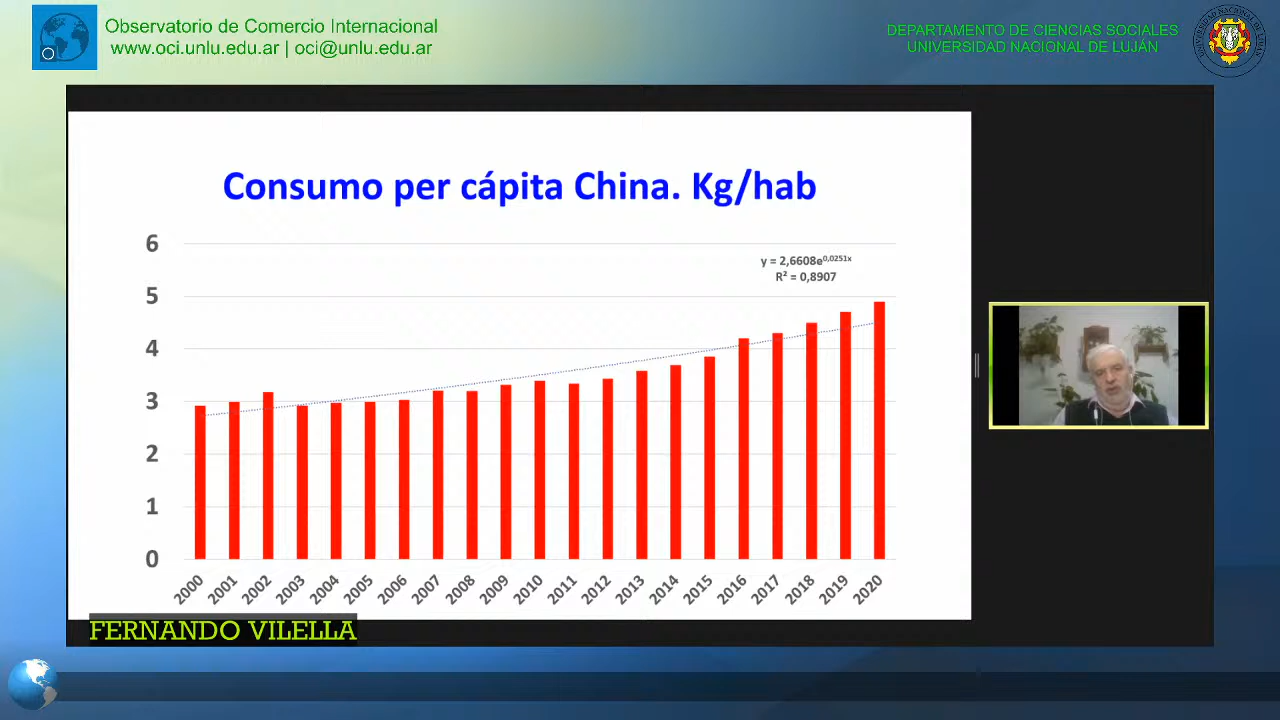 Observatorio de Comercio Internacional
www.oci.unlu.edu.ar | oci@unlu.edu.ar
DEPARTAMENTO DE CIENCIAS SOCIALES
UNIVERSIDAD NACIONAL DE LUJÁN
Consumo per cápita China. Kg/hab
y = 2,6608e^0,0251x
R² = 0,8907
6
5
4
3
2
1
0
2000 2001 2002 2003 2004 2005 2006 2007 2008 2009 2010 2011 2012 2013 2014 2015 2016 2017 2018 2019 2020
FERNANDO VILELLA